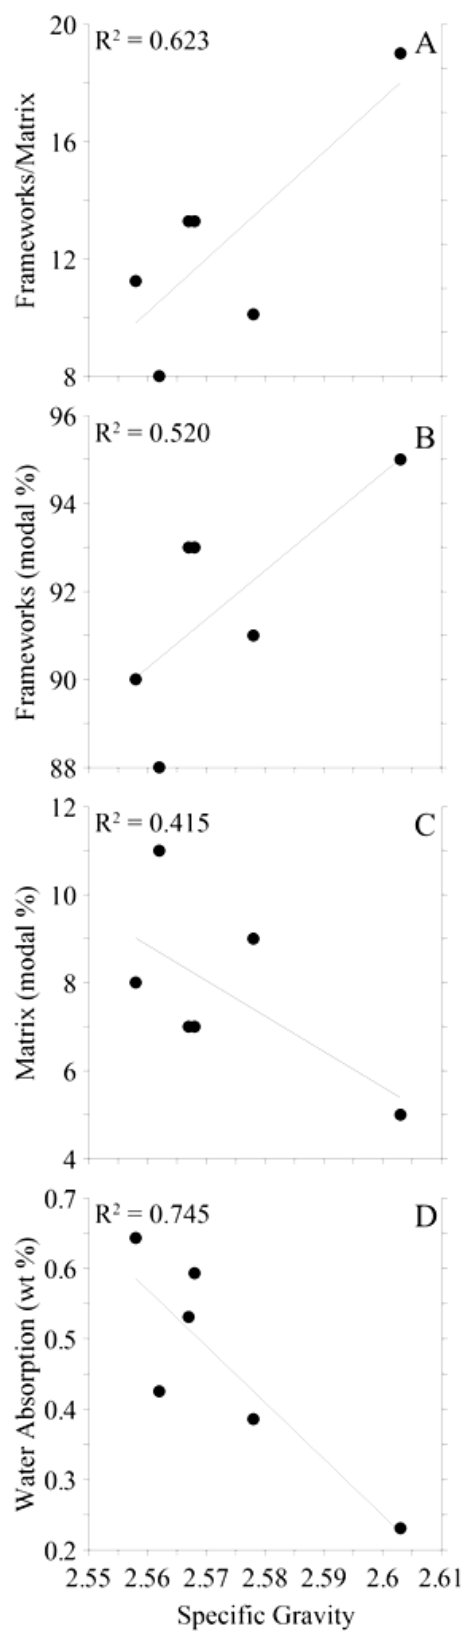 R² = 0.623
A
Frameworks/Matrix
20
16
12
8
R² = 0.520
B
Frameworks (modal %)
96
94
92
90
88
R² = 0.415
C
Matrix (modal %)
12
10
8
6
4
R² = 0.745
D
Water Absorption (wt %)
0.7
0.6
0.5
0.4
0.3
0.2
2.55 2.56 2.57 2.58 2.59 2.6 2.61
Specific Gravity